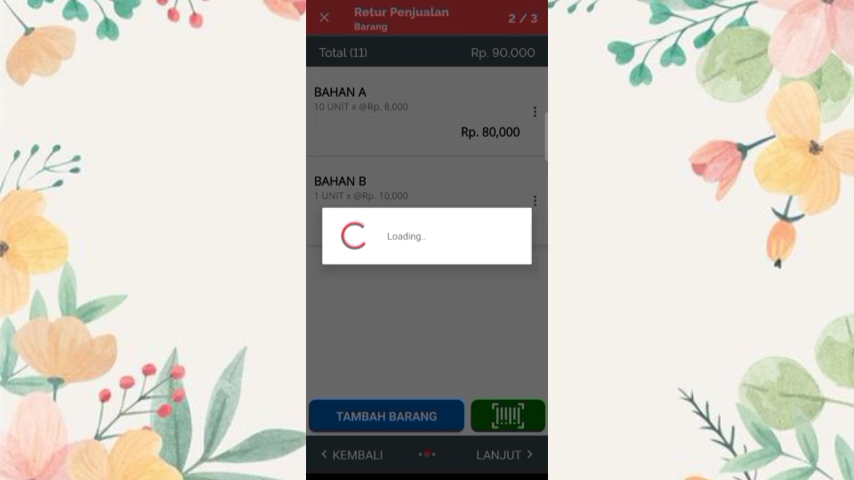 Retur Penjualan
Barang
2 / 3
Total (11)
Rp. 90,000
BAHAN A
10 UNIT x @Rp. 8,000
Rp. 80,000
BAHAN B
1 UNIT x @Rp. 10,000
Loading..
TAMBAH BARANG
KEMBALI
LANJUT